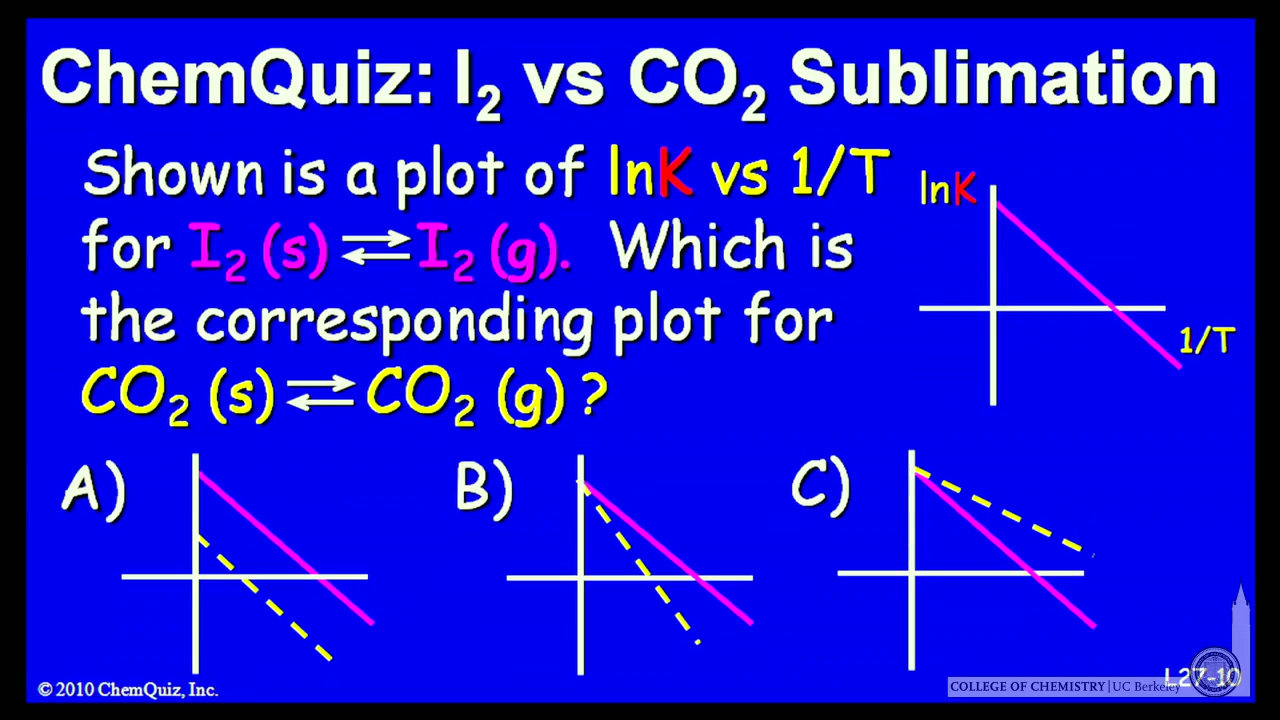 ChemQuiz: I₂ vs CO₂ Sublimation
Shown is a plot of lnK vs 1/T
for I₂ (s) ⇌ I₂ (g). Which is
the corresponding plot for
CO₂ (s) ⇌ CO₂ (g) ?
lnK
1/T
A)
B)
C)
© 2010 ChemQuiz, Inc.
L27-10
COLLEGE OF CHEMISTRY | UC Berkeley